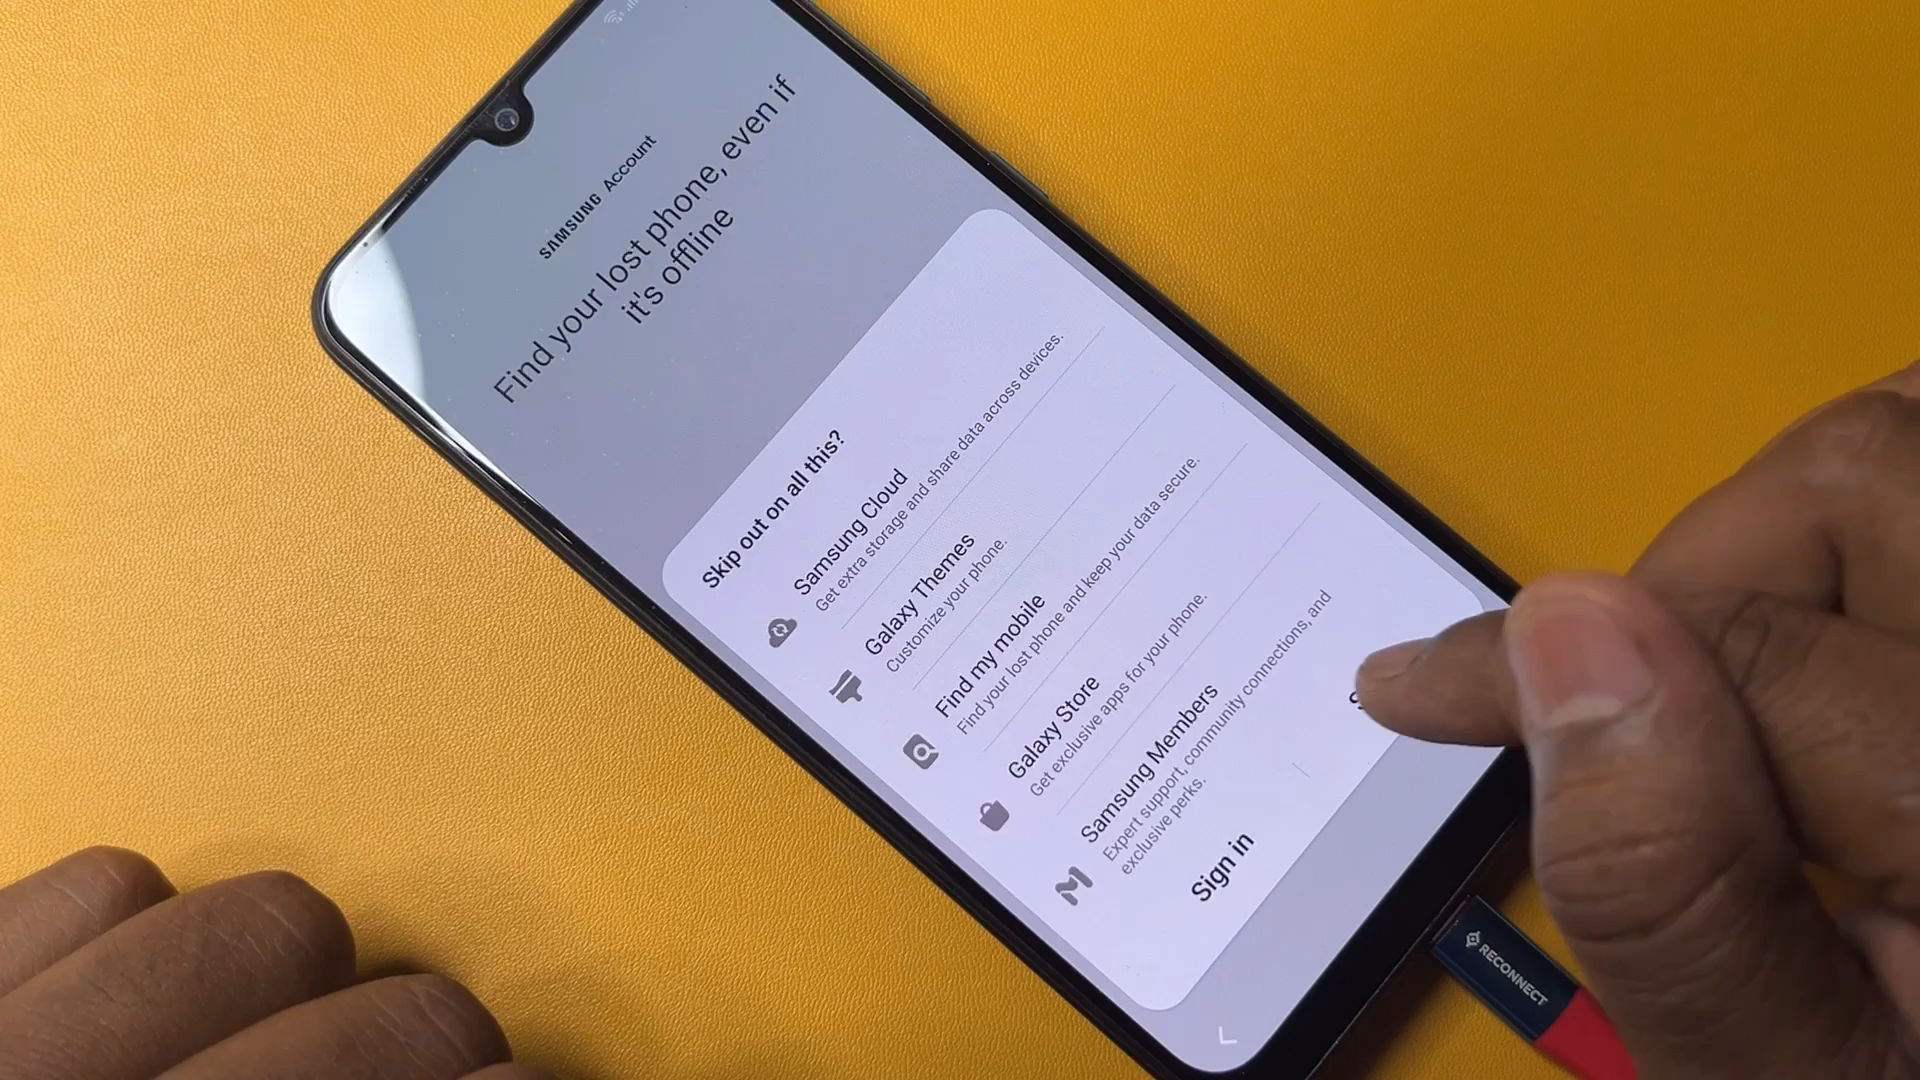 SAMSUNG Account
Find your lost phone, even if
it's offline
Skip out on all this?
Samsung Cloud
Get extra storage and share data across devices.
Galaxy Themes
Customize your phone.
Find my mobile
Find your lost phone and keep your data secure.
Galaxy Store
Get exclusive apps for your phone.
Samsung Members
Expert support, community connections, and
exclusive perks.
Sign in
RECONNECT